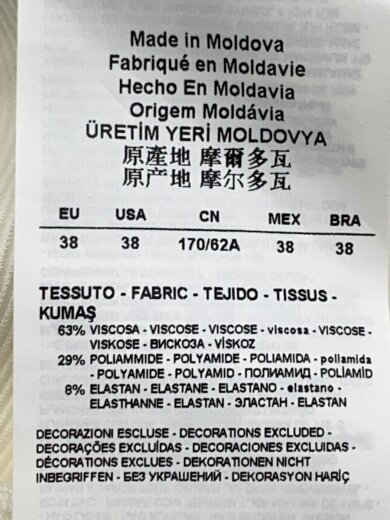 Made in Moldova
Fabriqué en Moldavie
Hecho En Moldavia
Origem Moldávia
ÜRETİM YERİ MOLDOVYA
原產地 摩爾多瓦
原产地 摩尔多瓦
EU USA CN MEX BRA
38 38 170/62A 38 38
TESSUTO - FABRIC - TEJIDO - TISSUS -
KUMAŞ
63% VISCOSA - VISCOSE - VISCOSE - viscosa - VISCOSE -
VISKOSE - ВИСКОЗА - VİSKOZ
29% POLIAMMIDE - POLYAMIDE - POLIAMIDA - poliamida
- POLYAMIDE - POLYAMID - ПОЛИАМИД - POLİAMİD
8% ELASTAN - ELASTANE - ELASTANO - elastano -
ELASTHANNE - ELASTAN - ЭЛАСТАН - ELASTAN
DECORAZIONI ESCLUSE - DECORATIONS EXCLUDED -
DECORAÇÕES EXCLUÍDAS - DECORACIONES EXCLUIDAS -
DÉCORATIONS EXCLUES - DEKORATIONEN NICHT
INBEGRIFFEN - БЕЗ УКРАШЕНИЙ - DEKORASYON HARİÇ